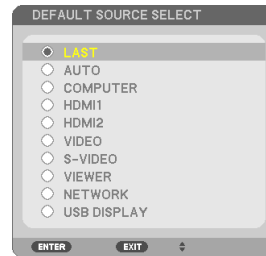 DEFAULT SOURCE SELECT
LAST
AUTO
COMPUTER
HDMI1
HDMI2
VIDEO
S-VIDEO
VIEWER
NETWORK
USB DISPLAY
ENTER EXIT